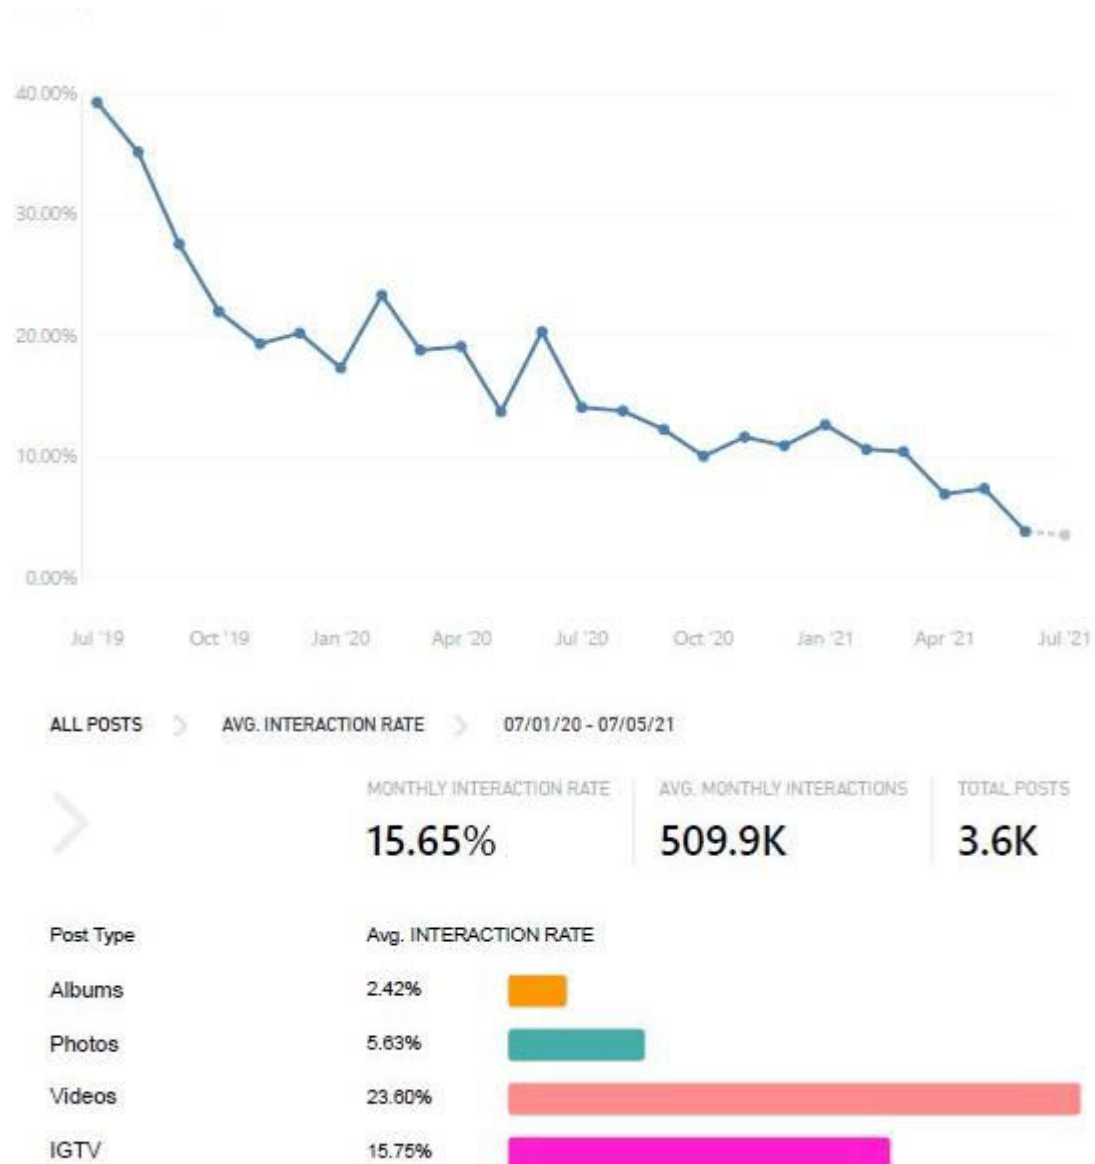 40.00%
30.00%
20.00%
10.00%
0.00%
Jul '19 Oct '19 Jan '20 Apr '20 Jul '20 Oct '20 Jan '21 Apr '21 Jul '21
ALL POSTS AVG. INTERACTION RATE 07/01/20 - 07/05/21
MONTHLY INTERACTION RATE AVG. MONTHLY INTERACTIONS TOTAL POSTS
15.65% 509.9K 3.6K
Post Type Avg. INTERACTION RATE
Albums 2.42%
Photos 5.63%
Videos 23.60%
IGTV 15.75%